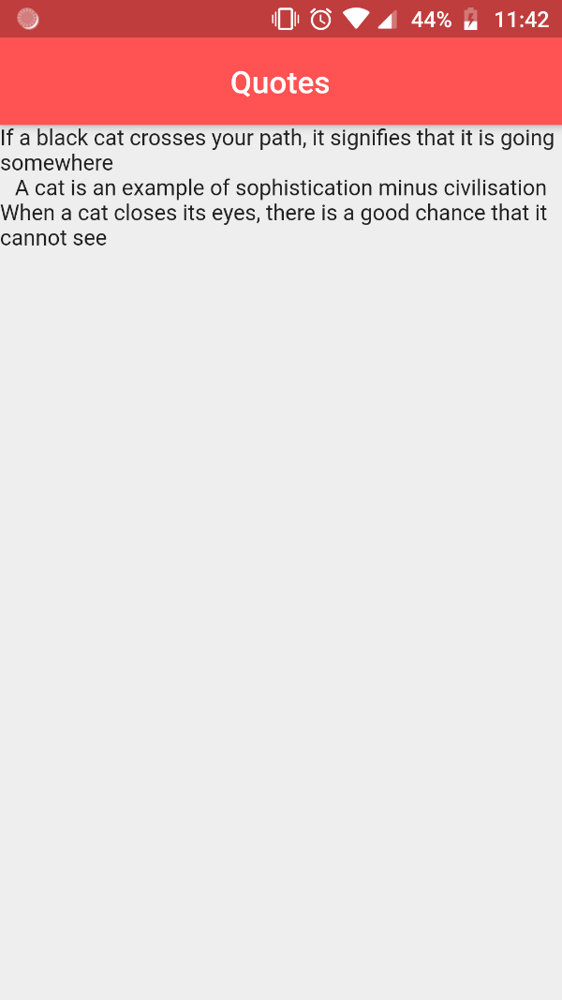 44% 11:42
Quotes
If a black cat crosses your path, it signifies that it is going
somewhere
A cat is an example of sophistication minus civilisation
When a cat closes its eyes, there is a good chance that it
cannot see